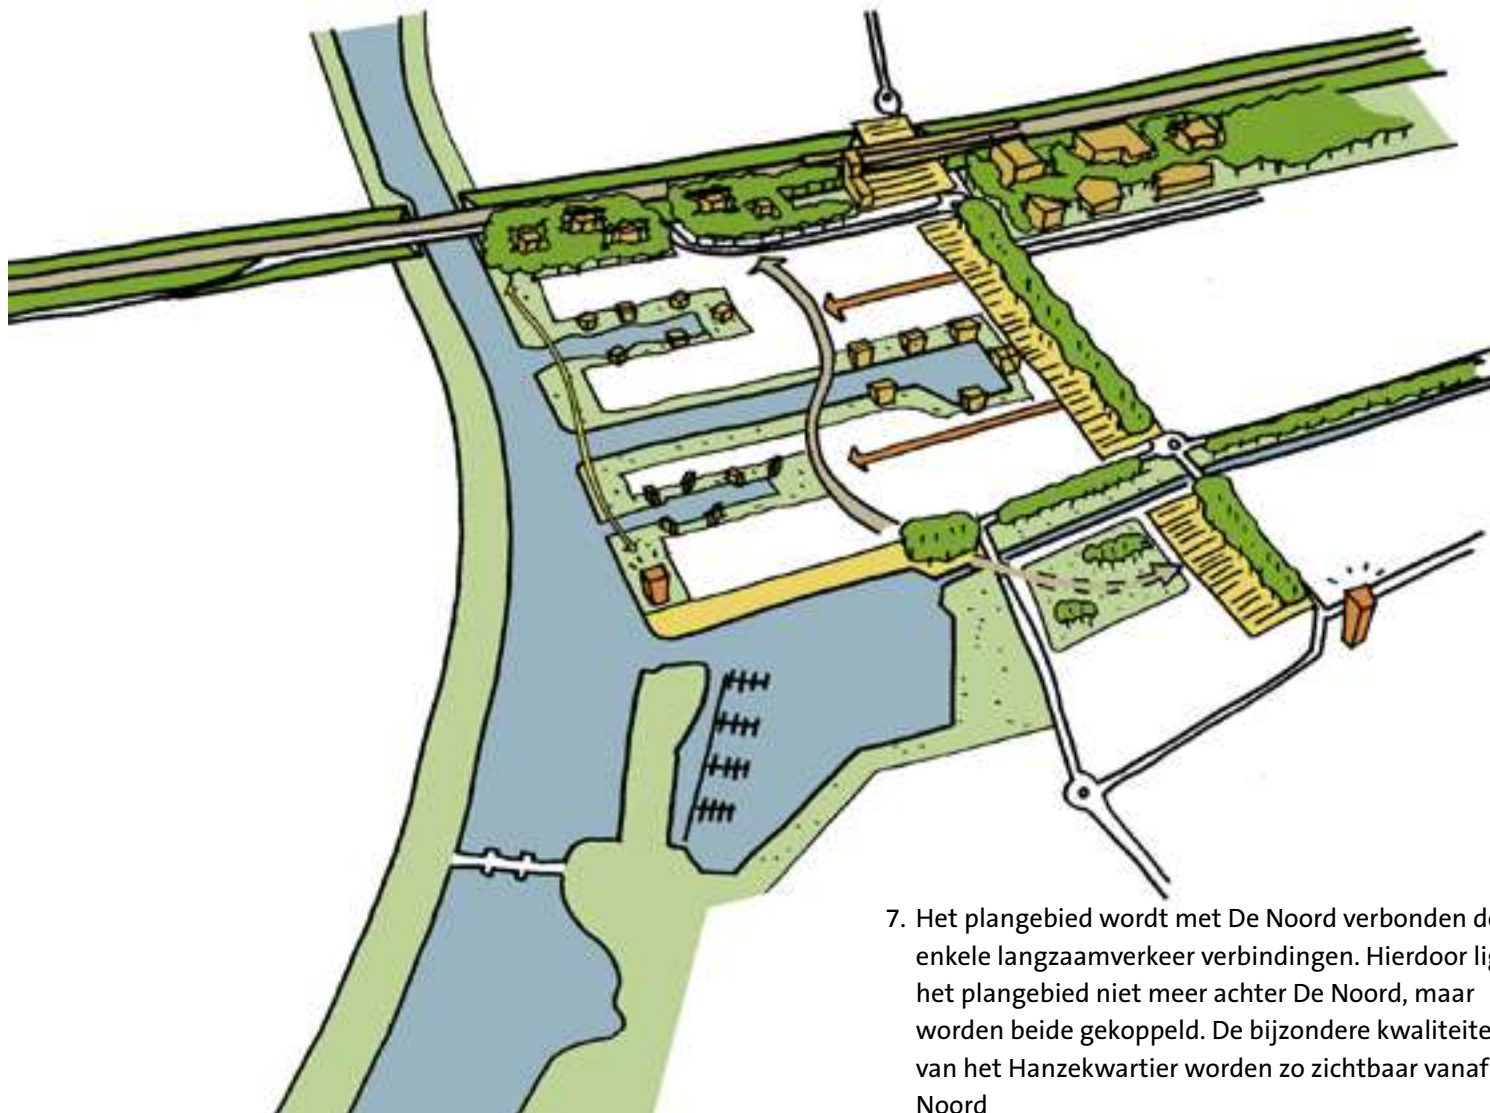 7. Het plangebied wordt met De Noord verbonden
enkele langzaamverkeer verbindingen. Hierdoor
het plangebied niet meer achter De Noord, maar
worden beide gekoppeld. De bijzondere
van het Hanzekwartier worden zo zichtbaar vanaf
Noord